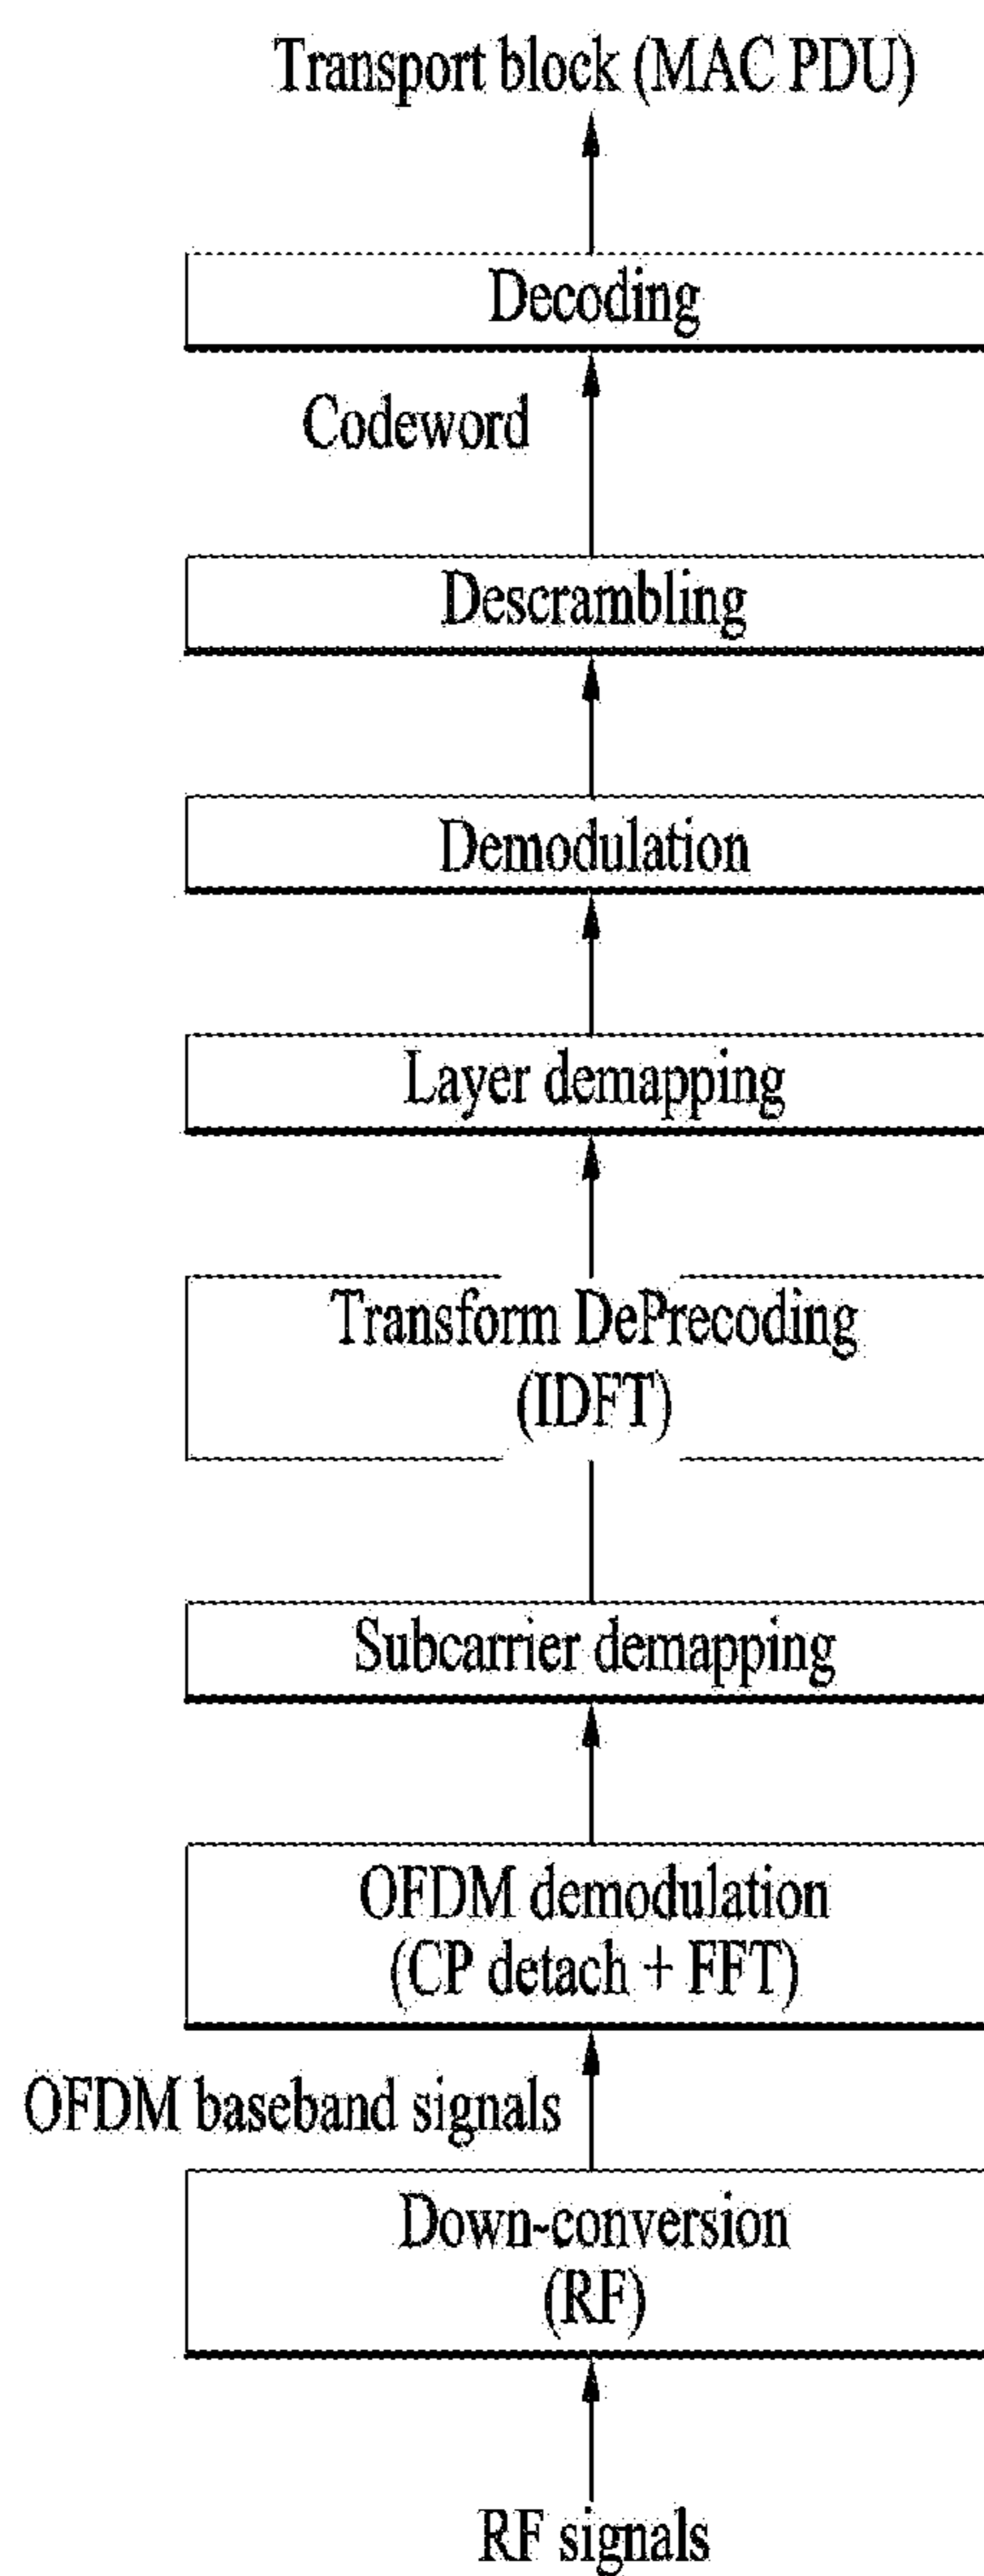 Transport block (MAC PDU)
Decoding
Codeword
Descrambling
Demodulation
Layer demapping
Transform DePrecoding
(IDFT)
Subcarrier demapping
OFDM demodulation
(CP detach + FFT)
OFDM baseband signals
Down-conversion
(RF)
RF signals